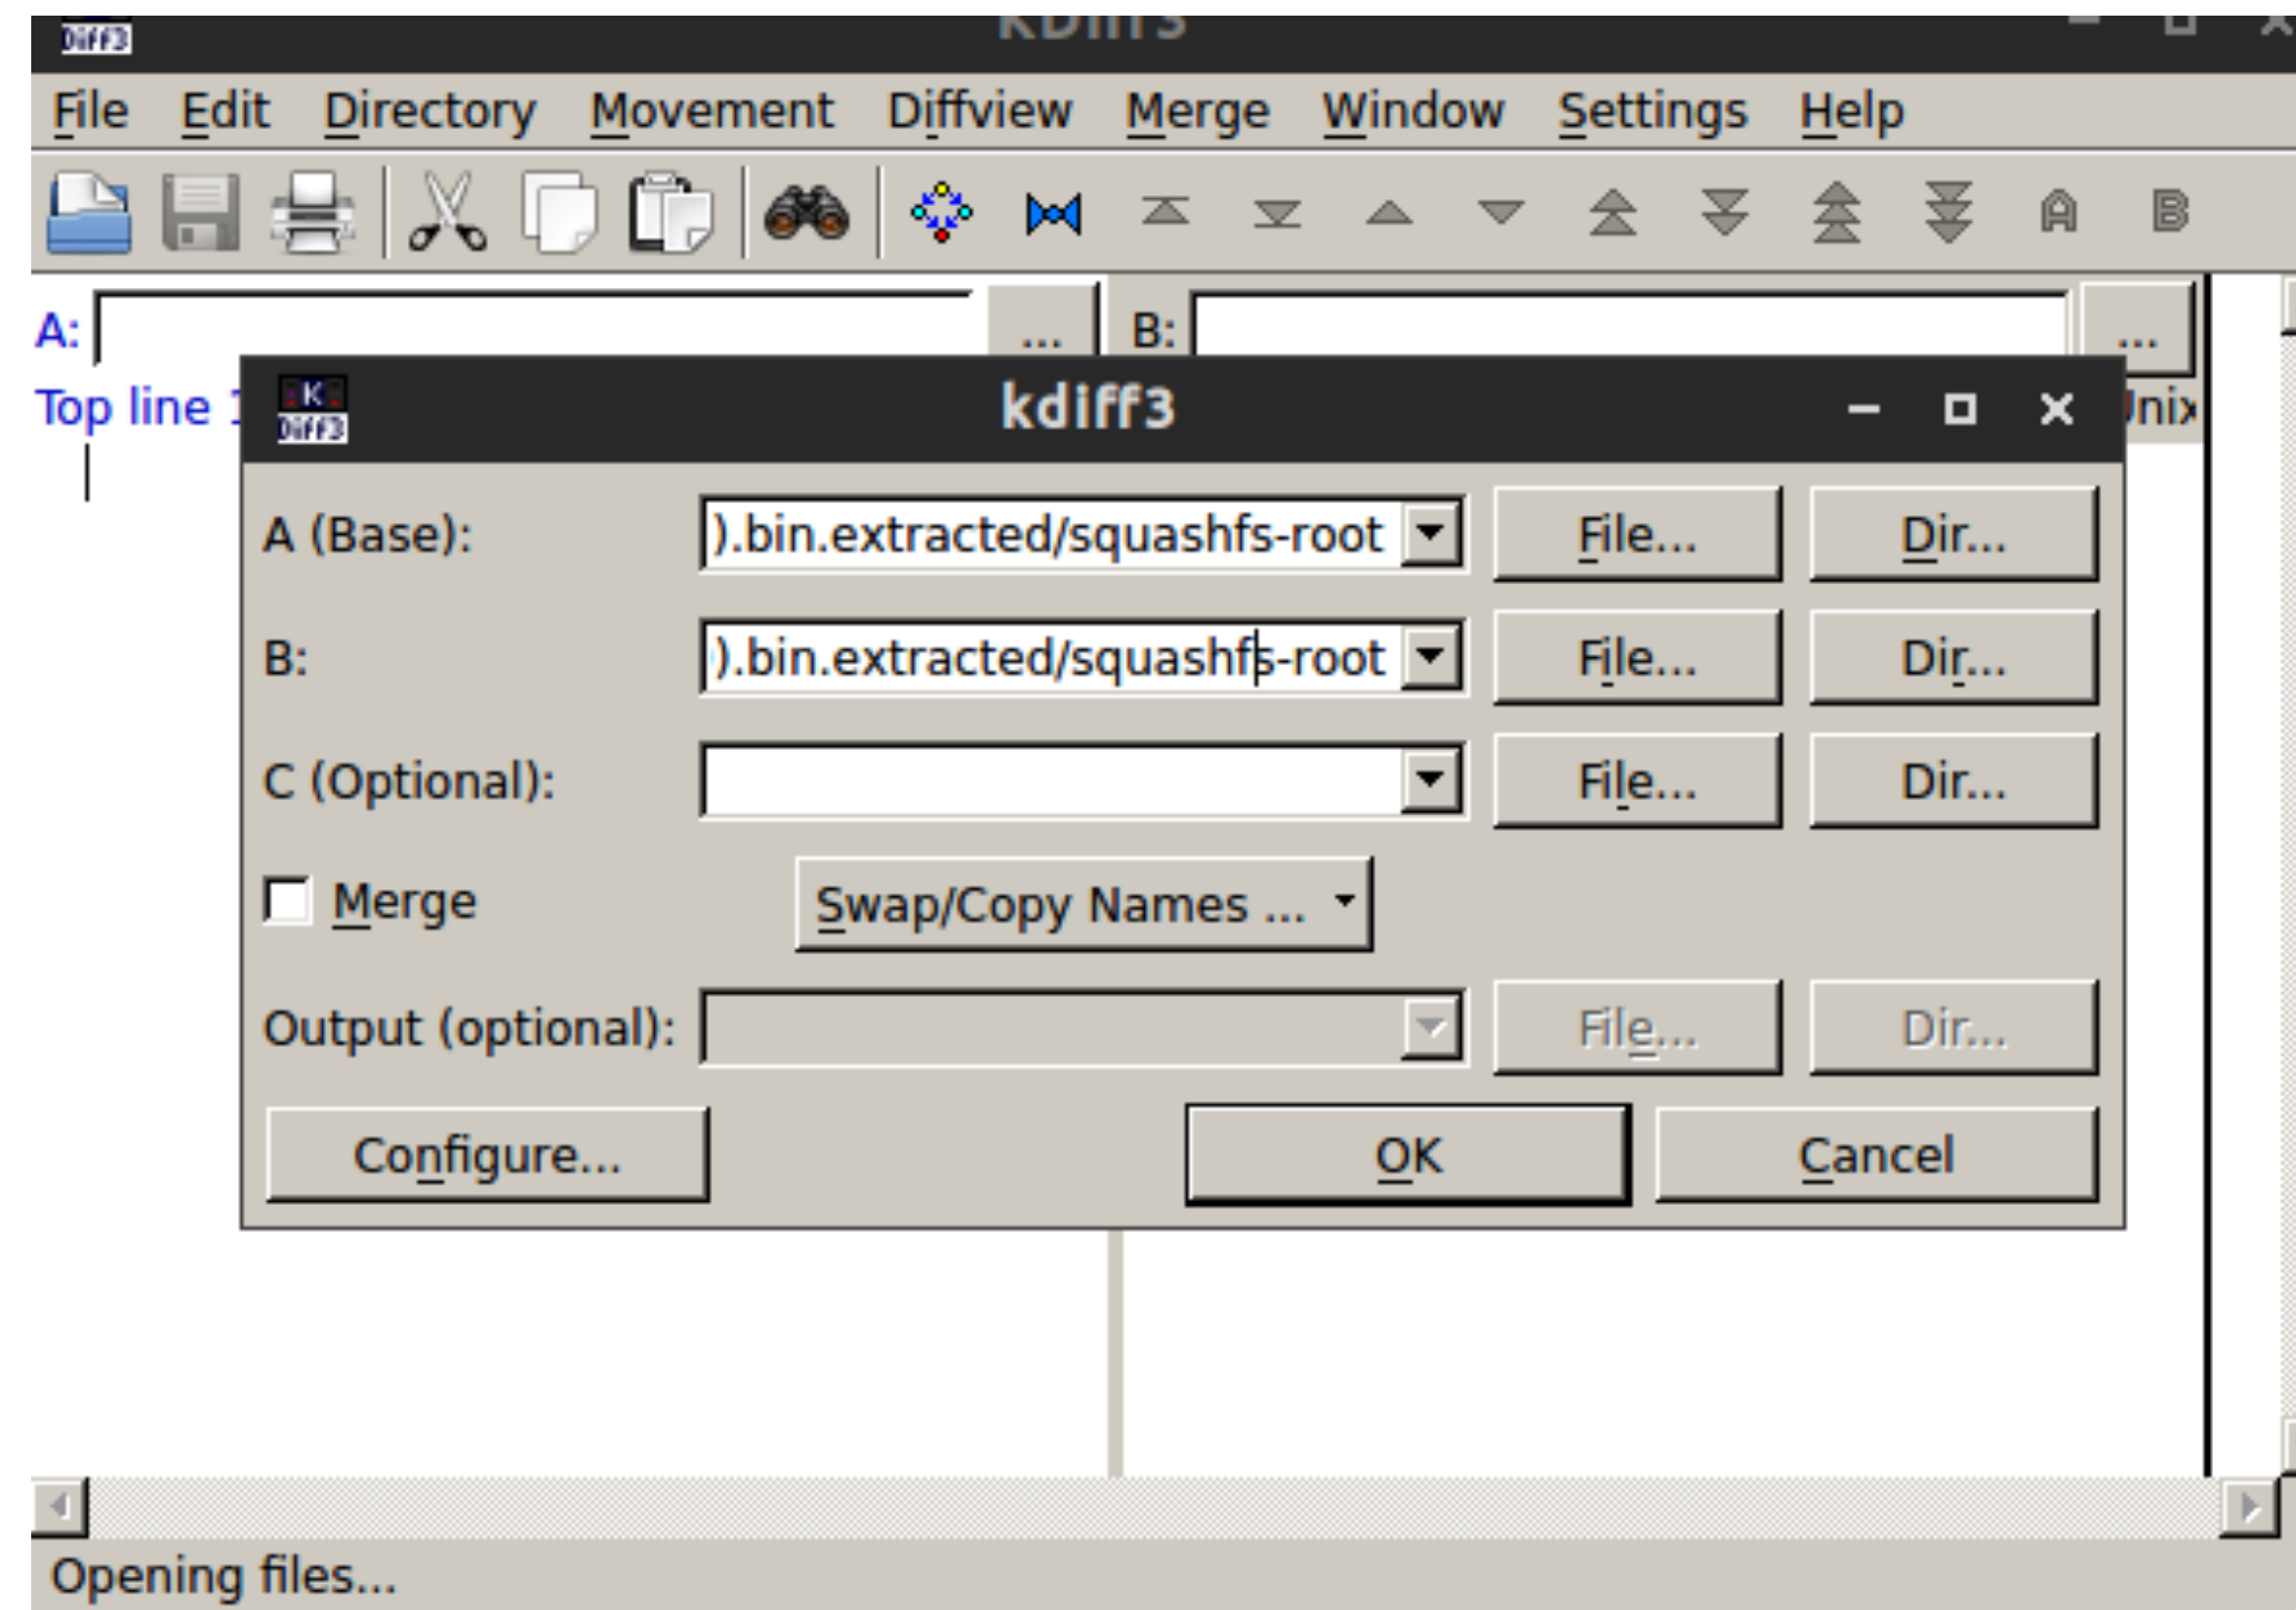 Diff3 KDiff3
File Edit Directory Movement Diffview Merge Window Settings Help
A B
A: ... B: ...
Top line
K Diff3 kdiff3
A (Base): ).bin.extracted/squashfs-root File... Dir...
B: ).bin.extracted/squashfs-root File... Dir...
C (Optional): File... Dir...
Merge Swap/Copy Names ...
Output (optional): File... Dir...
Configure... OK Cancel
Opening files...